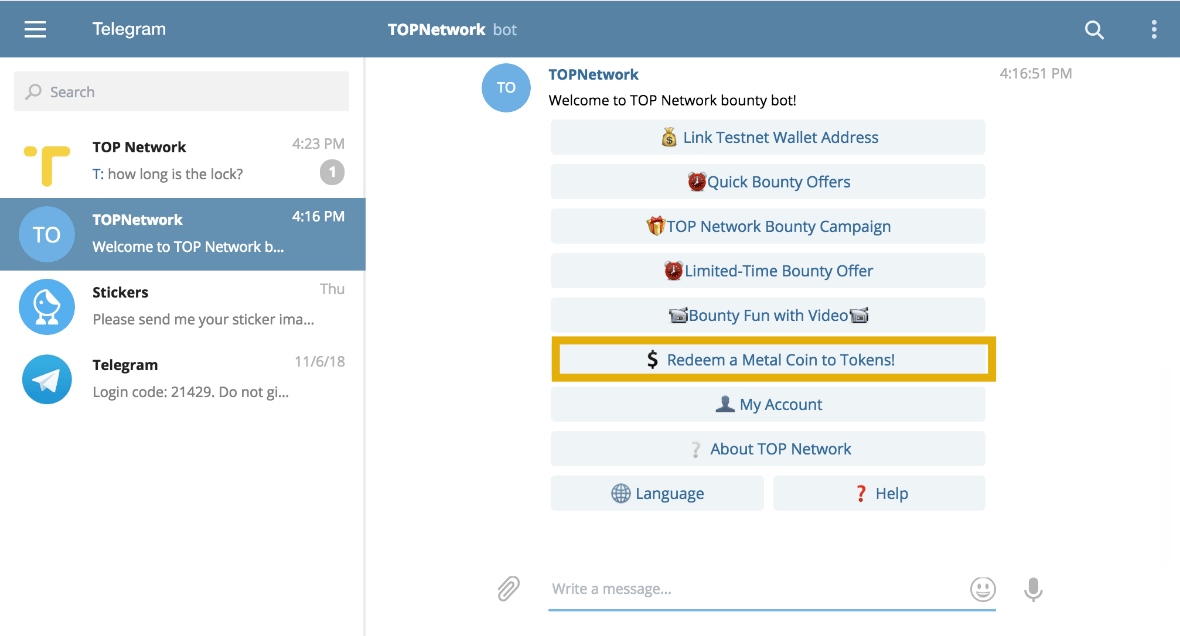 Telegram
TOPNetwork bot
Search
TOP Network 4:23 PM
T: how long is the lock? 1
TOPNetwork 4:16 PM
Welcome to TOP Network b...
Stickers Thu
Please send me your sticker ima...
Telegram 11/6/18
Login code: 21429. Do not gi...
TO
TO
TOPNetwork 4:16:51 PM
Welcome to TOP Network bounty bot!
Link Testnet Wallet Address
Quick Bounty Offers
TOP Network Bounty Campaign
Limited-Time Bounty Offer
Bounty Fun with Video
$ Redeem a Metal Coin to Tokens!
My Account
❔ About TOP Network
Language
❓ Help
Write a message...